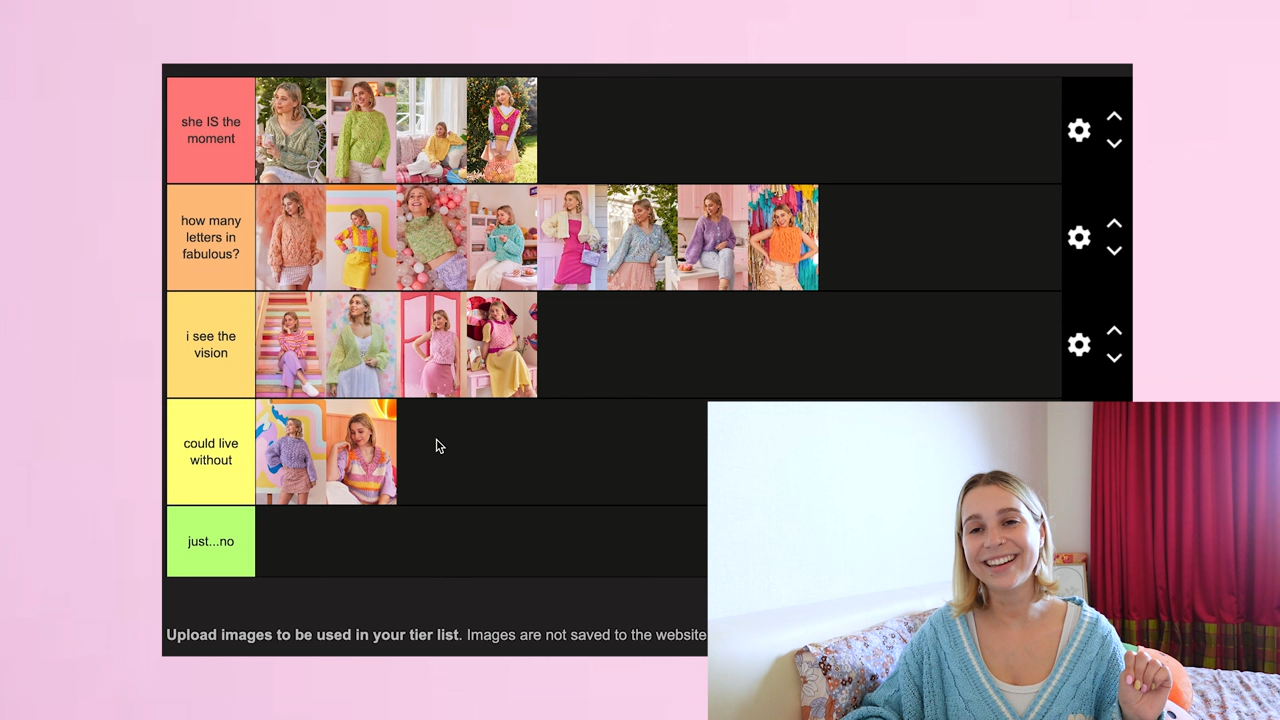 she IS the
moment
how many
letters in
fabulous?
i see the
vision
could live
without
just...no
Upload images to be used in your tier list. Images are not saved to the website